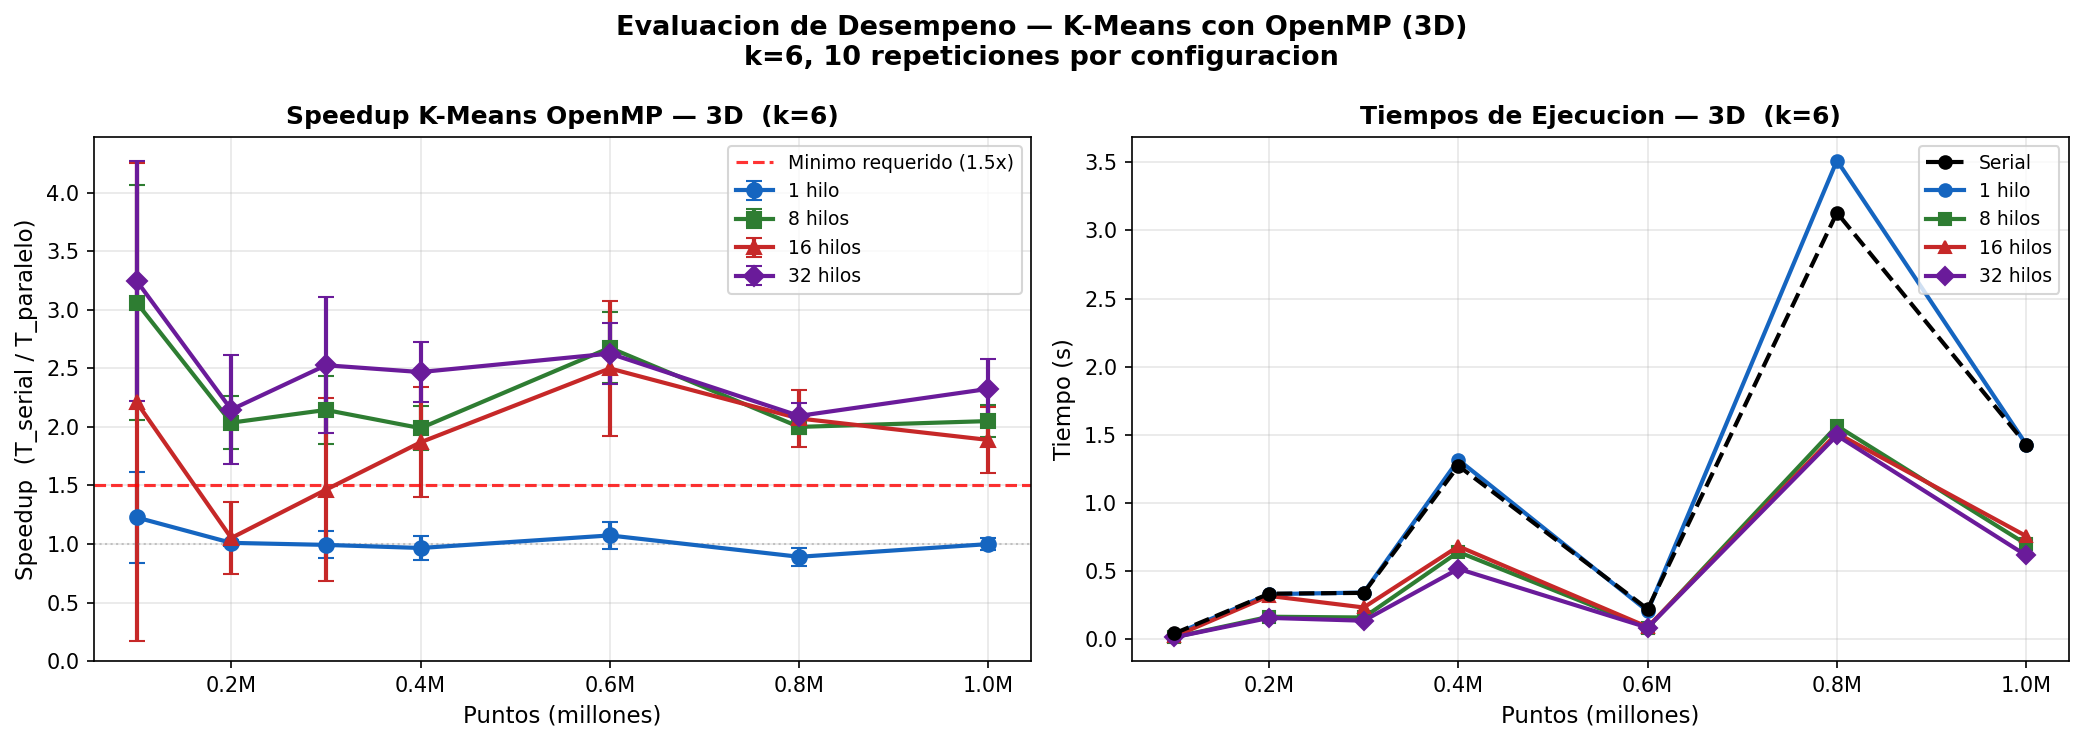 Evaluacion de Desempeno — K-Means con OpenMP (3D)
k=6, 10 repeticiones por configuracion
Speedup K-Means OpenMP — 3D  (k=6)
Speedup  (T_serial / T_paralelo)
4.0
3.5
3.0
2.5
2.0
1.5
1.0
0.5
0.0
0.2M
0.4M
0.6M
0.8M
1.0M
Puntos (millones)
Minimo requerido (1.5x)
1 hilo
8 hilos
16 hilos
32 hilos
Tiempos de Ejecucion — 3D  (k=6)
Tiempo (s)
3.5
3.0
2.5
2.0
1.5
1.0
0.5
0.0
0.2M
0.4M
0.6M
0.8M
1.0M
Puntos (millones)
Serial
1 hilo
8 hilos
16 hilos
32 hilos